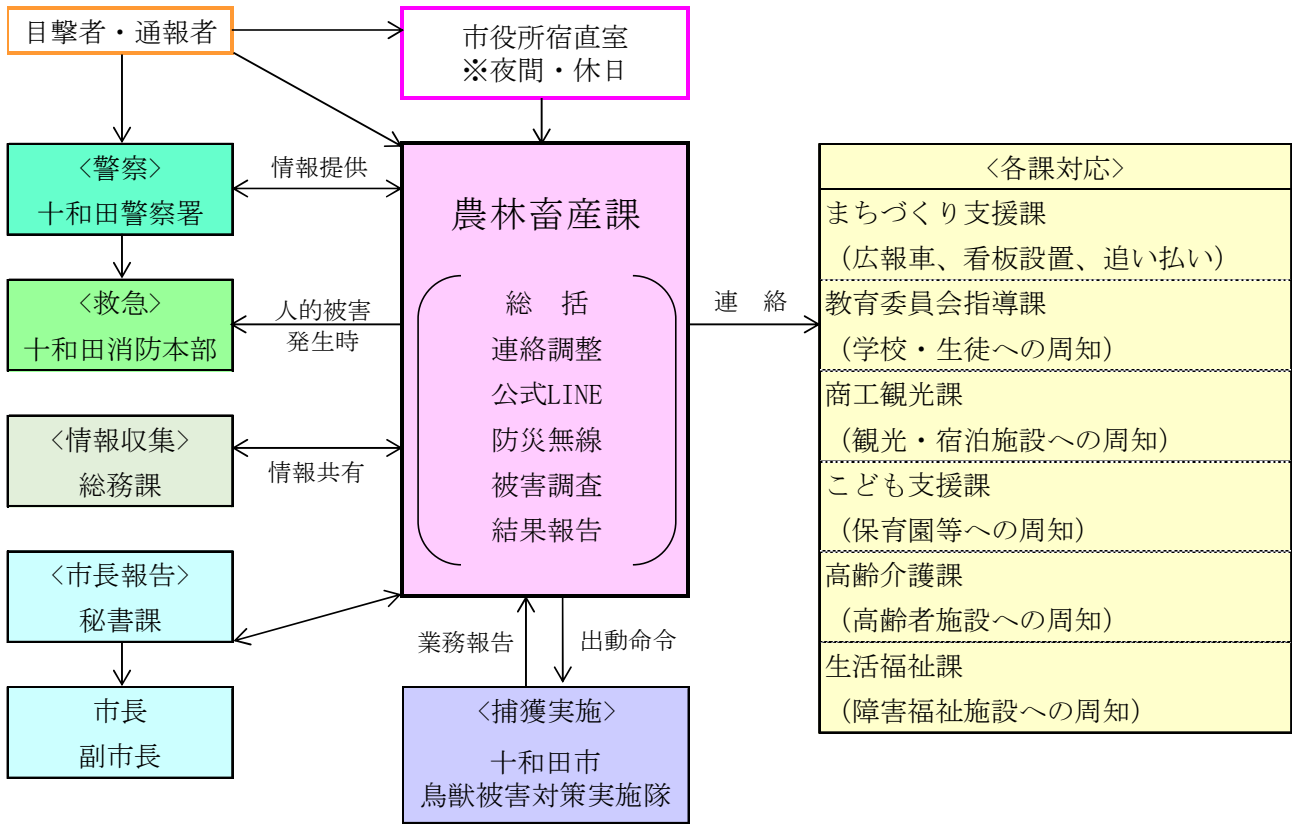 目撃者・通報者
市役所宿直室
※夜間・休日
<警察>
十和田警察署
情報提供
<救急>
十和田消防本部
人的被害
発生時
<情報収集>
総務課
情報共有
<市長報告>
秘書課
市長
副市長
農林畜産課
総　括
連絡調整
公式LINE
防災無線
被害調査
結果報告
業務報告
出動命令
<捕獲実施>
十和田市
鳥獣被害対策実施隊
連　絡
<各課対応>
まちづくり支援課
（広報車、看板設置、追い払い）
教育委員会指導課
（学校・生徒への周知）
商工観光課
（観光・宿泊施設への周知）
こども支援課
（保育園等への周知）
高齢介護課
（高齢者施設への周知）
生活福祉課
（障害福祉施設への周知）